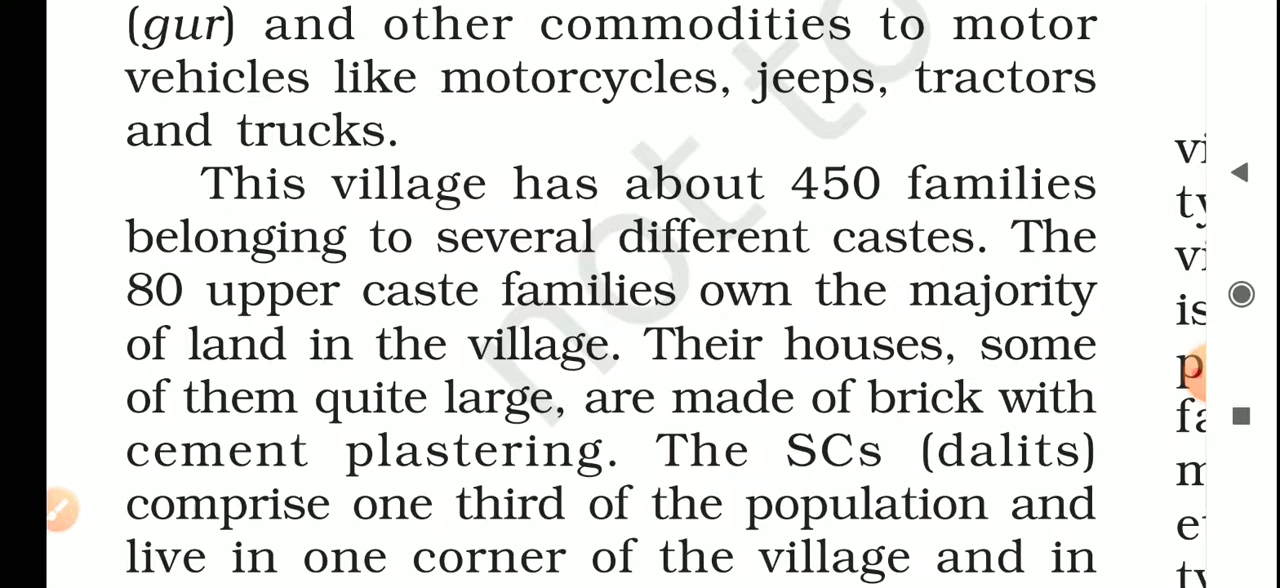 (gur) and other commodities to motor
vehicles like motorcycles, jeeps, tractors
and trucks.
This village has about 450 families
belonging to several different castes. The
80 upper caste families own the majority
of land in the village. Their houses, some
of them quite large, are made of brick with
cement plastering. The SCs (dalits)
comprise one third of the population and
live in one corner of the village and in
not to